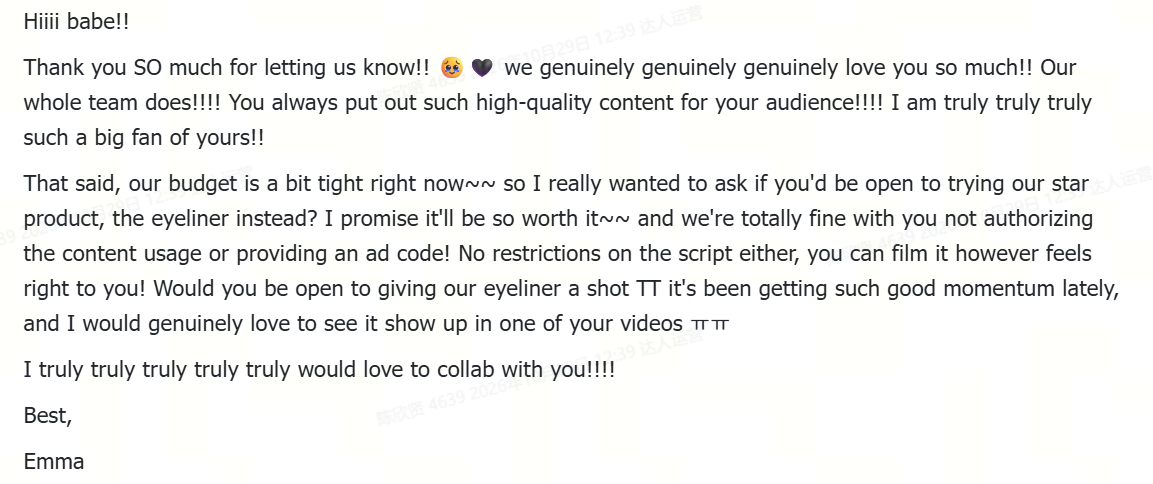 Hiiii babe!!
Thank you SO much for letting us know!! 🥹 🖤 we genuinely genuinely genuinely love you so much!! Our
whole team does!!!! You always put out such high-quality content for your audience!!!! I am truly truly truly
such a big fan of yours!!
That said, our budget is a bit tight right now~~ so I really wanted to ask if you'd be open to trying our star
product, the eyeliner instead? I promise it'll be so worth it~~ and we're totally fine with you not authorizing
the content usage or providing an ad code! No restrictions on the script either, you can film it however feels
right to you! Would you be open to giving our eyeliner a shot TT it's been getting such good momentum lately,
and I would genuinely love to see it show up in one of your videos ㅠㅠ
I truly truly truly truly truly would love to collab with you!!!!
Best,
Emma